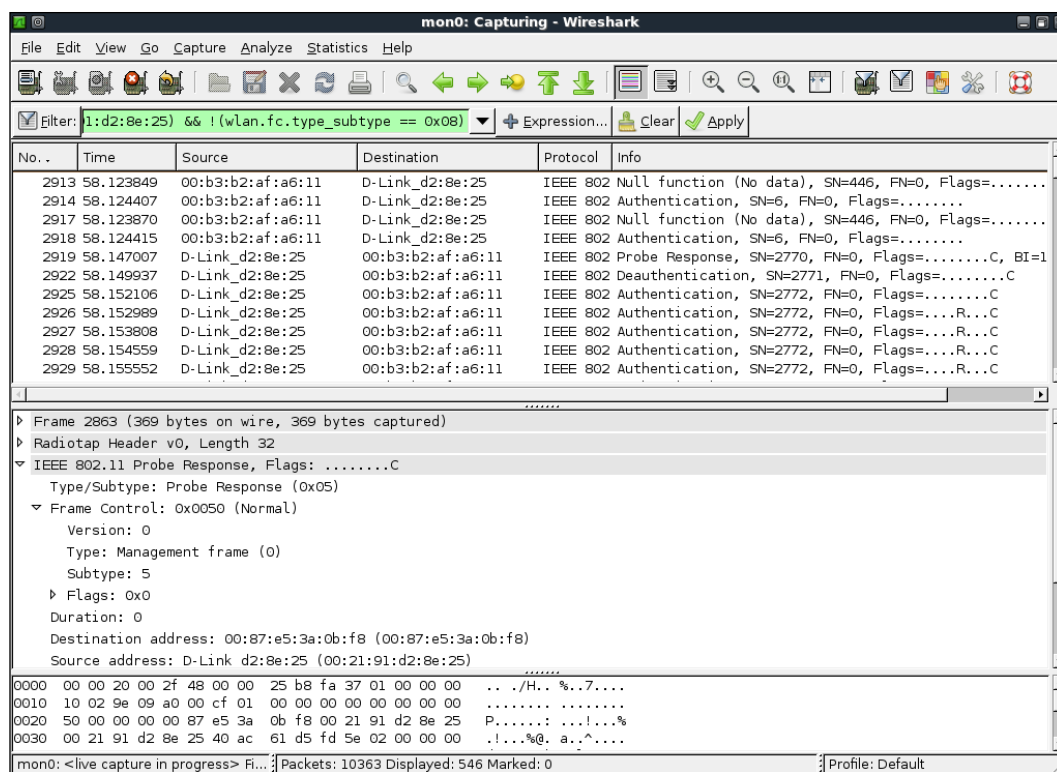 mon0: Capturing - Wireshark
File Edit View Go Capture Analyze Statistics Help
Filter: 1:d2:8e:25) && !(wlan.fc.type_subtype == 0x08) Expression... Clear Apply
No. . Time Source Destination Protocol Info
2913 58.123849 00:b3:b2:af:a6:11 D-Link_d2:8e:25 IEEE 802 Null function (No data), SN=446, FN=0, Flags=.......
2914 58.124407 00:b3:b2:af:a6:11 D-Link_d2:8e:25 IEEE 802 Authentication, SN=6, FN=0, Flags=........
2917 58.123870 00:b3:b2:af:a6:11 D-Link_d2:8e:25 IEEE 802 Null function (No data), SN=446, FN=0, Flags=.......
2918 58.124415 00:b3:b2:af:a6:11 D-Link_d2:8e:25 IEEE 802 Authentication, SN=6, FN=0, Flags=........
2919 58.147007 D-Link_d2:8e:25 00:b3:b2:af:a6:11 IEEE 802 Probe Response, SN=2770, FN=0, Flags=........C, BI=1
2922 58.149937 D-Link_d2:8e:25 00:b3:b2:af:a6:11 IEEE 802 Deauthentication, SN=2771, FN=0, Flags=........C
2925 58.152106 D-Link_d2:8e:25 00:b3:b2:af:a6:11 IEEE 802 Authentication, SN=2772, FN=0, Flags=........C
2926 58.152989 D-Link_d2:8e:25 00:b3:b2:af:a6:11 IEEE 802 Authentication, SN=2772, FN=0, Flags=....R...C
2927 58.153808 D-Link_d2:8e:25 00:b3:b2:af:a6:11 IEEE 802 Authentication, SN=2772, FN=0, Flags=....R...C
2928 58.154559 D-Link_d2:8e:25 00:b3:b2:af:a6:11 IEEE 802 Authentication, SN=2772, FN=0, Flags=....R...C
2929 58.155552 D-Link_d2:8e:25 00:b3:b2:af:a6:11 IEEE 802 Authentication, SN=2772, FN=0, Flags=....R...C
Frame 2863 (369 bytes on wire, 369 bytes captured)
Radiotap Header v0, Length 32
IEEE 802.11 Probe Response, Flags: ........C
Type/Subtype: Probe Response (0x05)
Frame Control: 0x0050 (Normal)
Version: 0
Type: Management frame (0)
Subtype: 5
Flags: 0x0
Duration: 0
Destination address: 00:87:e5:3a:0b:f8 (00:87:e5:3a:0b:f8)
Source address: D-Link d2:8e:25 (00:21:91:d2:8e:25)
0000 00 00 20 00 2f 48 00 00 25 b8 fa 37 01 00 00 00 .. ./H.. %..7....
0010 10 02 9e 09 a0 00 cf 01 00 00 00 00 00 00 00 00 ........ ........
0020 50 00 00 00 00 87 e5 3a 0b f8 00 21 91 d2 8e 25 P......: ...!...%
0030 00 21 91 d2 8e 25 40 ac 61 d5 fd 5e 02 00 00 00 .!...%@. a..^....
mon0: <live capture in progress> Fi... Packets: 10363 Displayed: 546 Marked: 0 Profile: Default